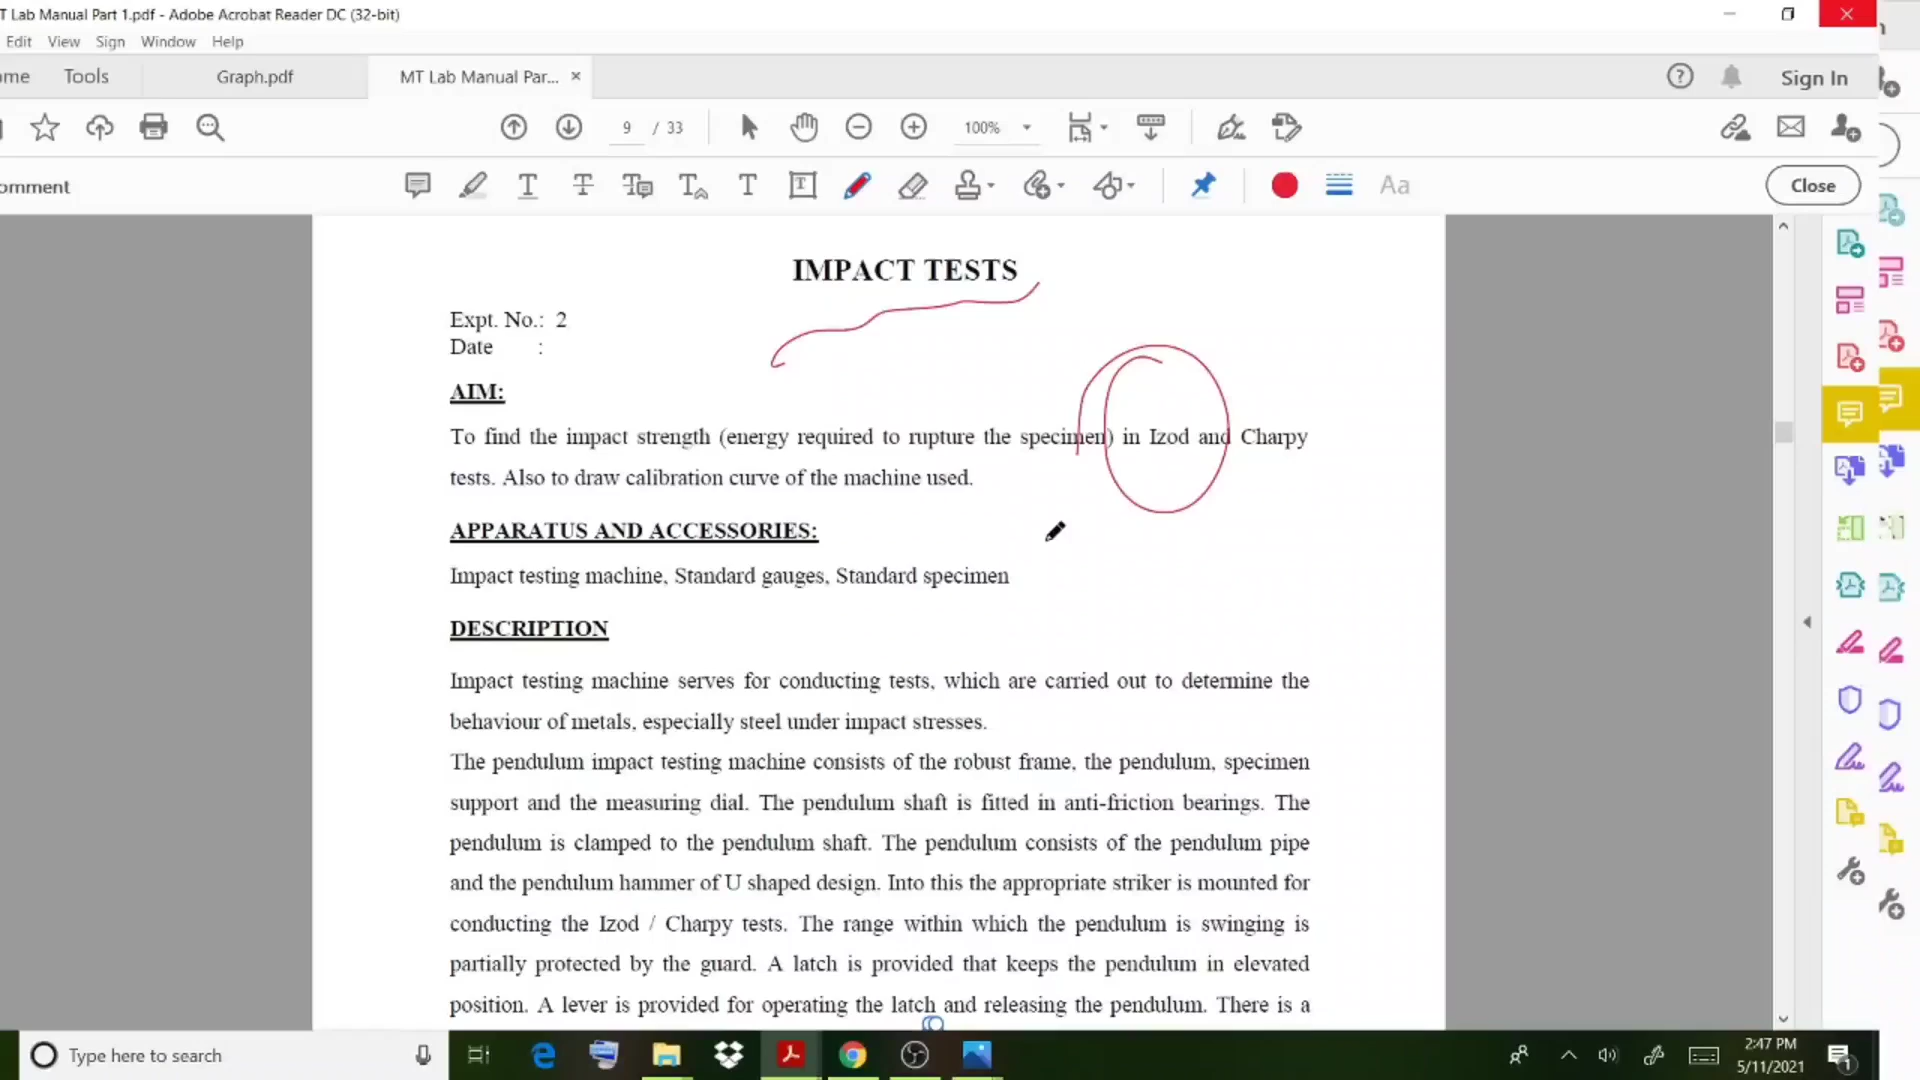 T Lab Manual Part 1.pdf - Adobe Acrobat Reader DC (32-bit)
Edit View Sign Window Help
ome Tools Graph.pdf MT Lab Manual Par... × Sign In
9 / 33 100%
omment Aa Close
IMPACT TESTS
Expt. No.: 2
Date :
AIM:
To find the impact strength (energy required to rupture the specimen) in Izod and Charpy
tests. Also to draw calibration curve of the machine used.
APPARATUS AND ACCESSORIES:
Impact testing machine, Standard gauges, Standard specimen
DESCRIPTION
Impact testing machine serves for conducting tests, which are carried out to determine the
behaviour of metals, especially steel under impact stresses.
The pendulum impact testing machine consists of the robust frame, the pendulum, specimen
support and the measuring dial. The pendulum shaft is fitted in anti-friction bearings. The
pendulum is clamped to the pendulum shaft. The pendulum consists of the pendulum pipe
and the pendulum hammer of U shaped design. Into this the appropriate striker is mounted for
conducting the Izod / Charpy tests. The range within which the pendulum is swinging is
partially protected by the guard. A latch is provided that keeps the pendulum in elevated
position. A lever is provided for operating the latch and releasing the pendulum. There is a
Type here to search
2:47 PM
5/11/2021
1